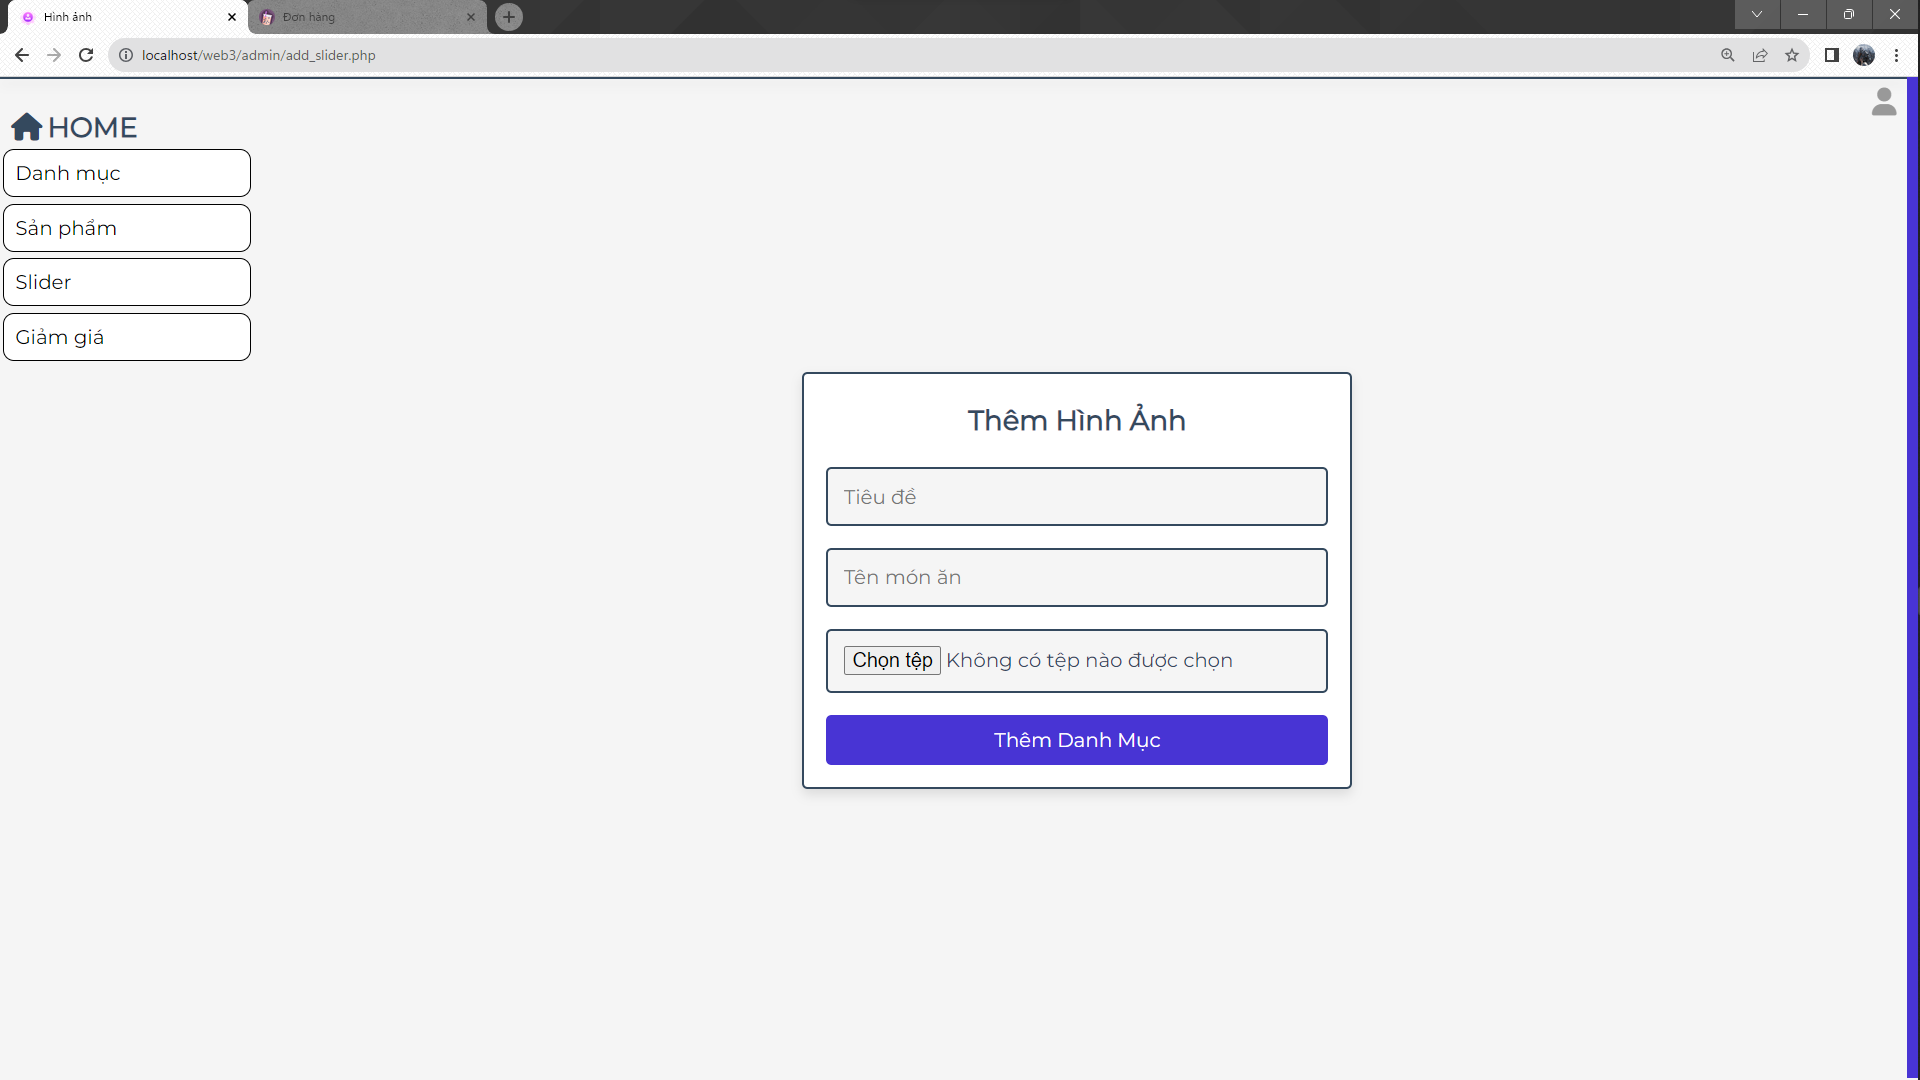 Hình ảnh
Đơn hàng
localhost/web3/admin/add_slider.php
HOME
Danh mục
Sản phẩm
Slider
Giảm giá
Thêm Hình Ảnh
Tiêu đề
Tên món ăn
Chọn tệp Không có tệp nào được chọn
Thêm Danh Mục